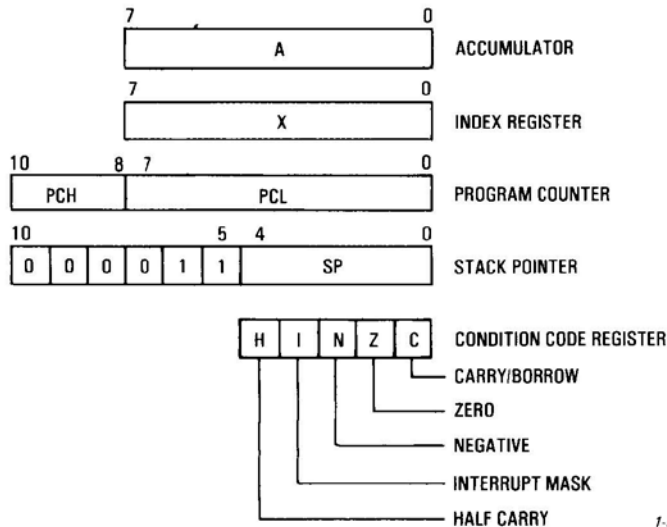 7 0
A ACCUMULATOR
7 0
X INDEX REGISTER
10 8 7 0
PCH PCL PROGRAM COUNTER
10 5 4 0
0 0 0 0 1 1 SP STACK POINTER
H I N Z C CONDITION CODE REGISTER
CARRY/BORROW
ZERO
NEGATIVE
INTERRUPT MASK
HALF CARRY